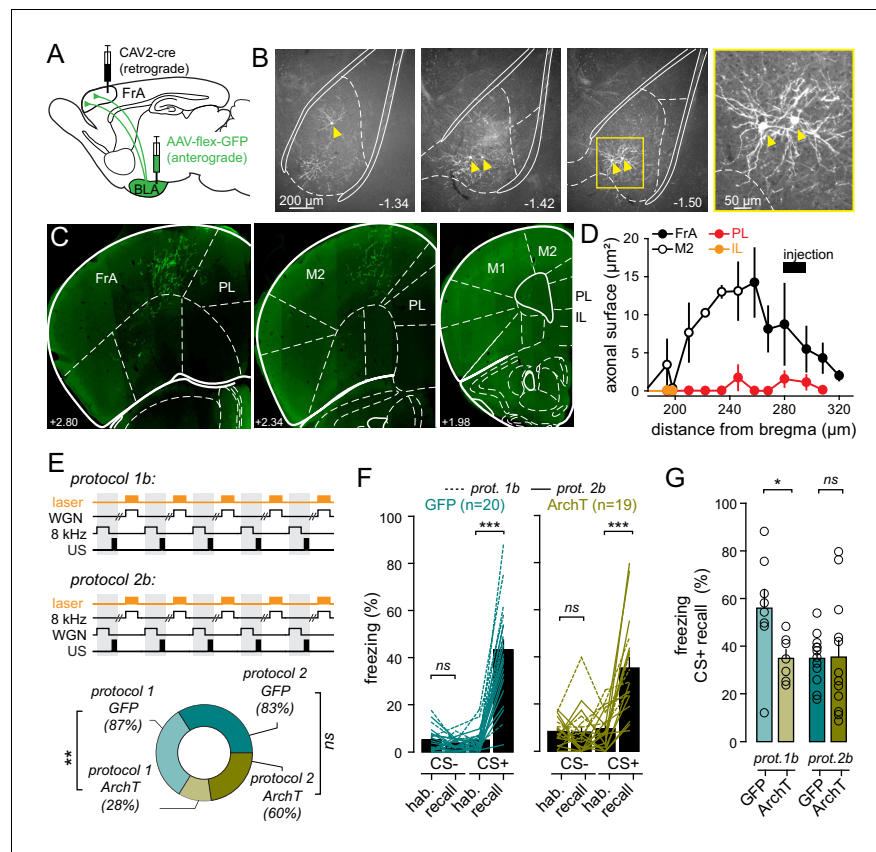 A
CAV2-cre
(retrograde)
FrA
AAV-flex-GFP
(anterograde)
BLA
B
200 µm
-1.34
-1.42
-1.50
50 µm
C
FrA
PL
+2.80
M2
PL
+2.34
M1
M2
PL
IL
+1.98
D
FrA
PL
M2
IL
injection
axonal surface (µm²)
20
15
10
5
0
200
240
280
320
distance from bregma (µm)
E
protocol 1b:
laser
WGN
8 kHz
US
protocol 2b:
laser
8 kHz
WGN
US
protocol 1
GFP
(87%)
protocol 2
GFP
(83%)
protocol 1
ArchT
(28%)
protocol 2
ArchT
(60%)
**
ns
F
prot. 1b
prot. 2b
GFP (n=20)
ArchT (n=19)
freezing (%)
100
80
60
40
20
0
ns
***
ns
***
CS-
CS+
CS-
CS+
hab.
recall
hab.
recall
hab.
recall
hab.
recall
G
*
ns
freezing
CS+ recall (%)
100
80
60
40
20
0
prot.1b
prot.2b
GFP
ArchT
GFP
ArchT